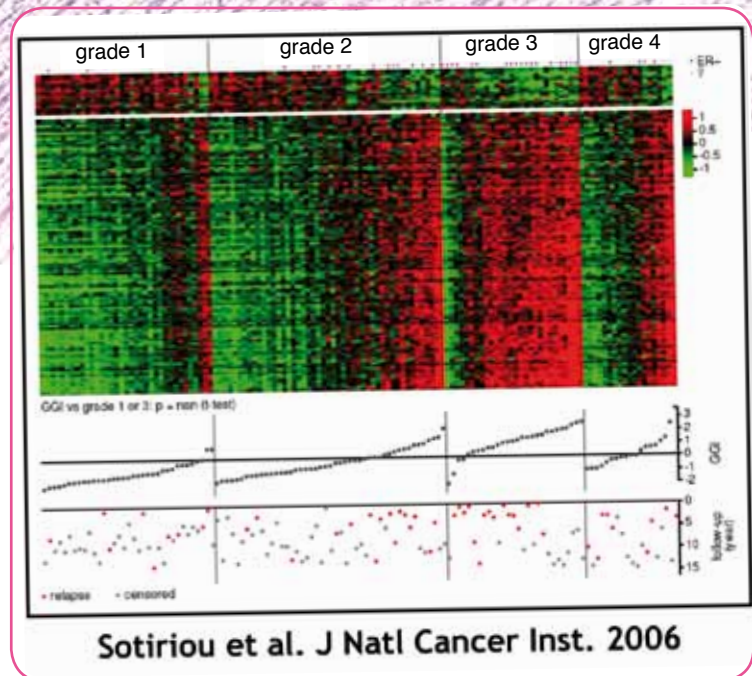 grade 1 grade 2 grade 3 grade 4
ER-
?
1
0.5
0
-0.5
-1
GGI vs grade 1 or 3: p = non (t-test)
3
2
1
0
-1
-2
GGI
0
5
10
15
follow-up
(year)
relapse censored
Sotiriou et al. J Natl Cancer Inst. 2006